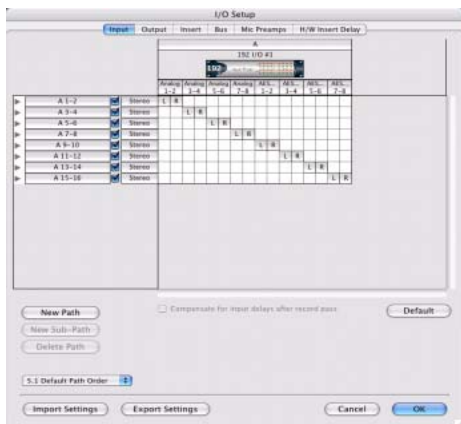 I/O Setup
Input Output Insert Bus Mic Preamps H/W Insert Delay
A
192 I/O #1
192
Analog Analog Analog Analog AES... AES... AES... AES...
1-2 3-4 5-6 7-8 1-2 3-4 5-6 7-8
A 1-2 Stereo L R
A 3-4 Stereo L R
A 5-6 Stereo L R
A 7-8 Stereo L R
A 9-10 Stereo L R
A 11-12 Stereo L R
A 13-14 Stereo L R
A 15-16 Stereo L R
New Path Compensate for input delays after record pass Default
New Sub-Path
Delete Path
5.1 Default Path Order
Import Settings Export Settings Cancel OK